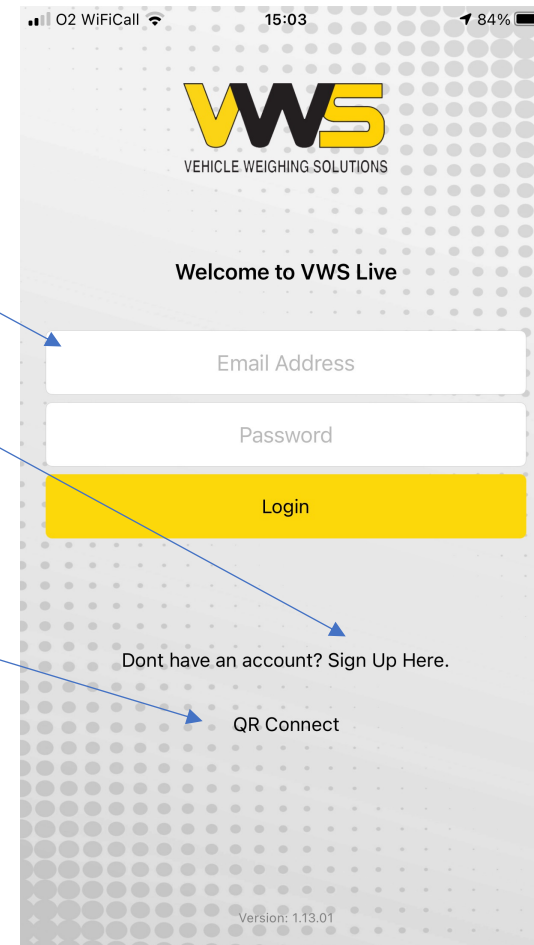 O2 WiFiCall 15:03 84%
VWS
VEHICLE WEIGHING SOLUTIONS
Welcome to VWS Live
Email Address
Password
Login
Dont have an account? Sign Up Here.
QR Connect
Version: 1.13.01